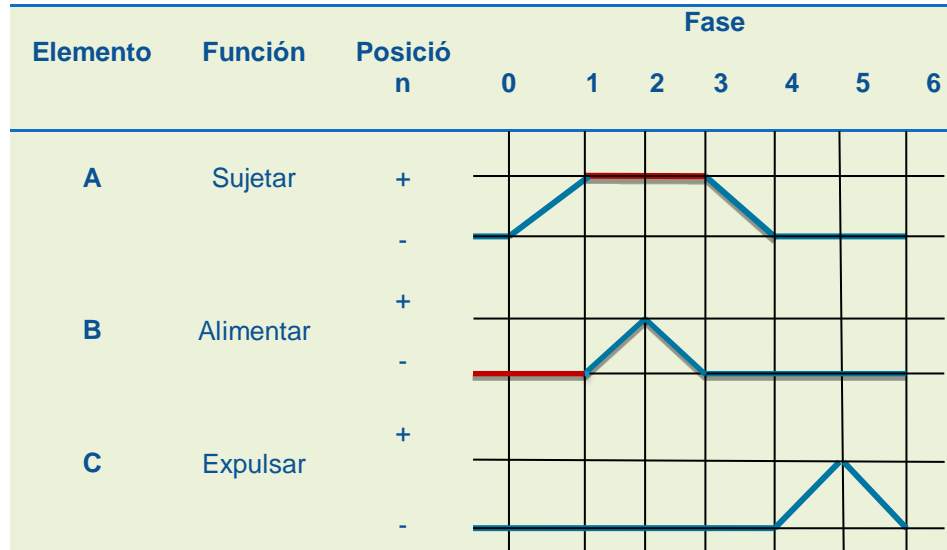 Fase
Elemento Función Posició
n 0 1 2 3 4 5 6
A Sujetar +
-
+
B Alimentar
-
+
C Expulsar
-